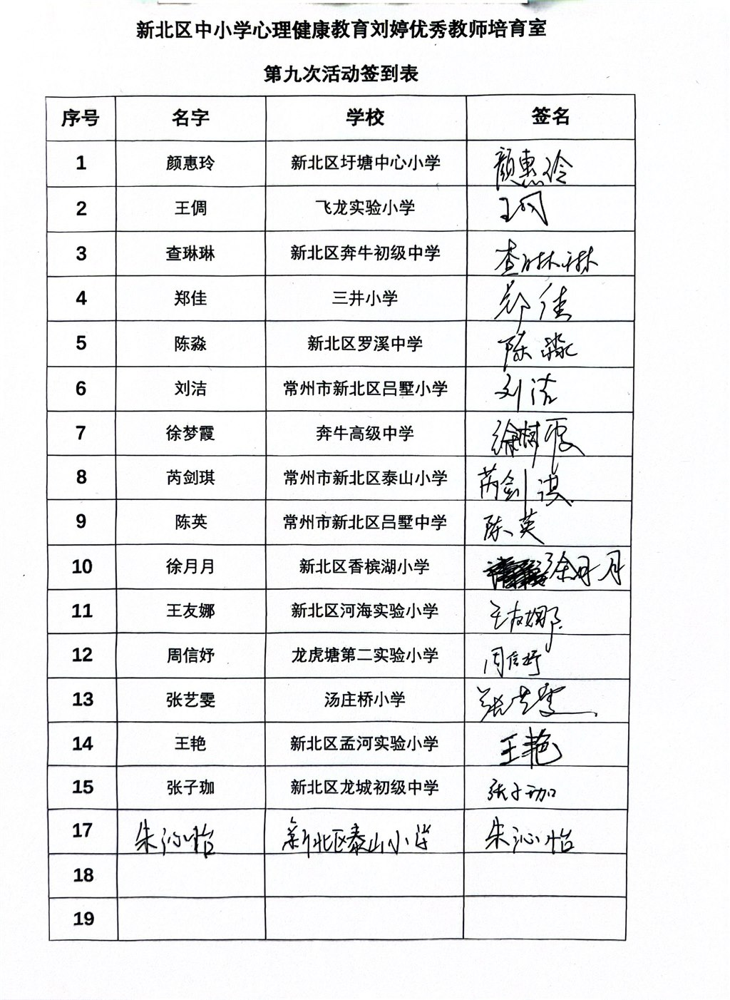 新北区中小学心理健康教育刘婷优秀教师培育室
第九次活动签到表
序号 名字 学校 签名
1 颜惠玲 新北区圩塘中心小学 颜惠玲
2 王倜 飞龙实验小学 王倜
3 查琳琳 新北区奔牛初级中学 查琳琳
4 郑佳 三井小学 郑佳
5 陈淼 新北区罗溪中学 陈淼
6 刘洁 常州市新北区吕墅小学 刘洁
7 徐梦霞 奔牛高级中学 徐梦霞
8 芮剑琪 常州市新北区泰山小学 芮剑琪
9 陈英 常州市新北区吕墅中学 陈英
10 徐月月 新北区香槟湖小学 徐月月
11 王友娜 新北区河海实验小学 王友娜
12 周信妤 龙虎塘第二实验小学 周信妤
13 张艺雯 汤庄桥小学 张艺雯
14 王艳 新北区孟河实验小学 王艳
15 张子珈 新北区龙城初级中学 张子珈
17 朱沁怡 新北区泰山小学 朱沁怡
18
19